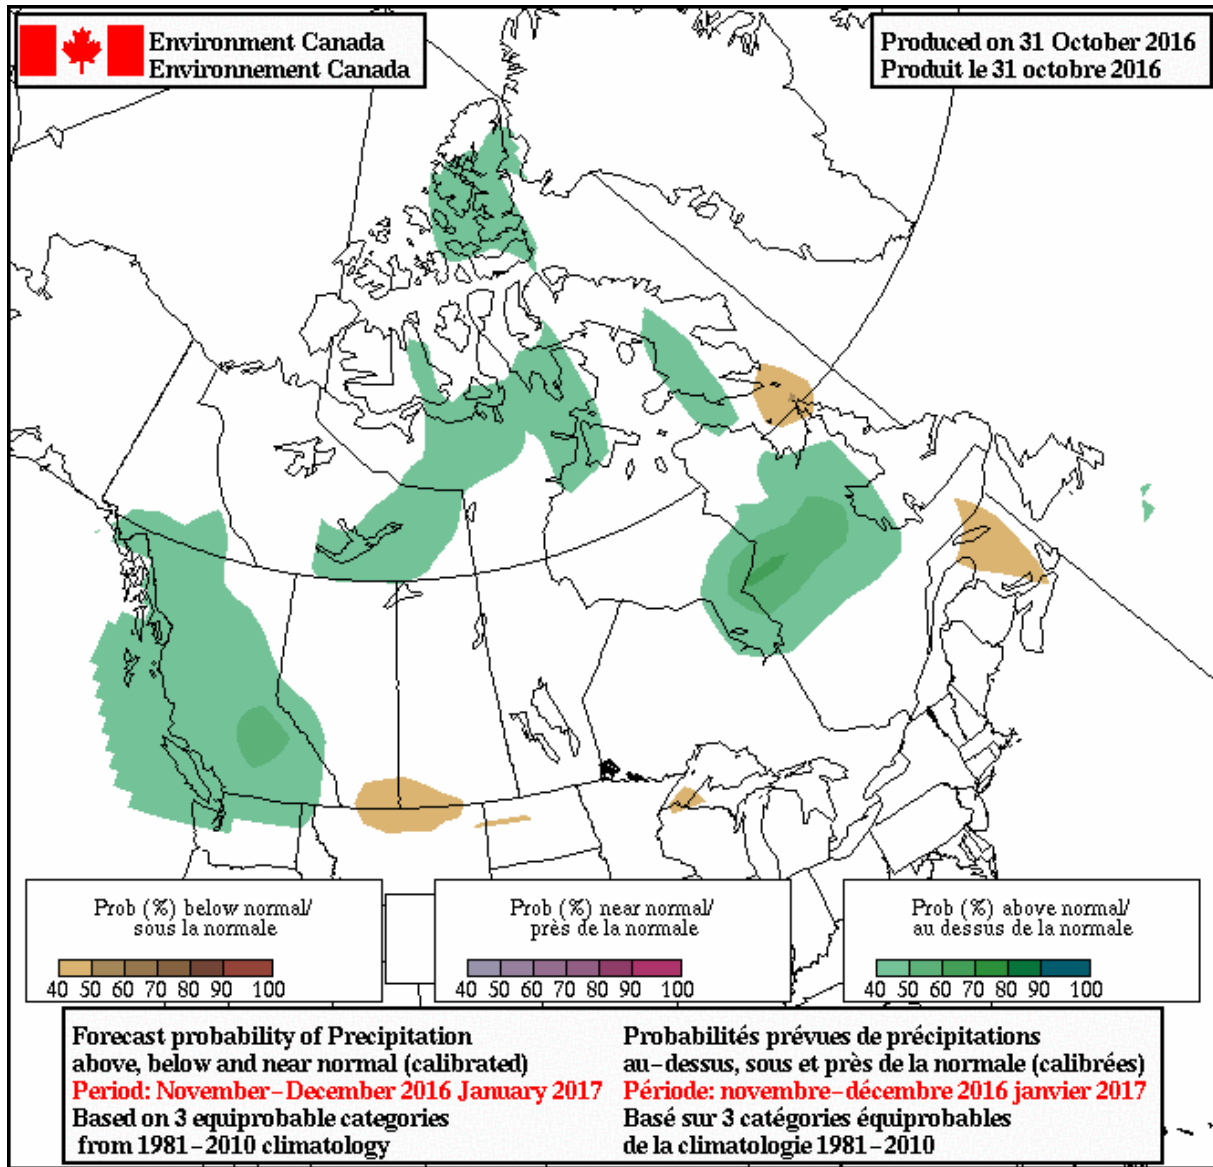 Environment Canada
Environnement Canada
Produced on 31 October 2016
Produit le 31 octobre 2016
Prob (%) below normal/
sous la normale
40 50 60 70 80 90 100
Prob (%) near normal/
près de la normale
40 50 60 70 80 90 100
Prob (%) above normal/
au dessus de la normale
40 50 60 70 80 90 100
Forecast probability of Precipitation
above, below and near normal (calibrated)
Period: November-December 2016 January 2017
Based on 3 equiprobable categories
from 1981-2010 climatology
Probabilités prévues de précipitations
au-dessus, sous et près de la normale (calibrées)
Période: novembre-décembre 2016 janvier 2017
Basé sur 3 catégories équiprobables
de la climatologie 1981-2010